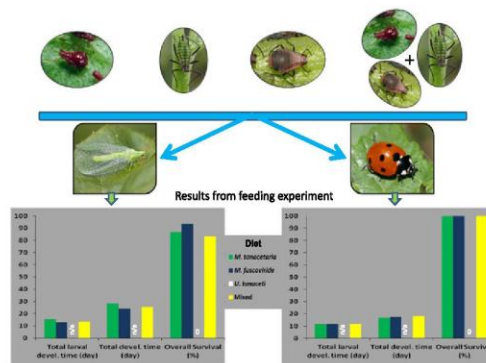 +
Results from feeding experiment
100
90
80
70
60
50
40
30
20
10
0
N/S
N/S
0
Total larval devel. time (day)
Total devel. time (day)
Overall Survival (%)
Diet
M. tanacetaria
M. fuscoviride
U. tanaceti
Mixed
100
90
80
70
60
50
40
30
20
10
0
N/S
N/S
0
Total larval devel. time (day)
Total devel. time (day)
Overall Survival (%)